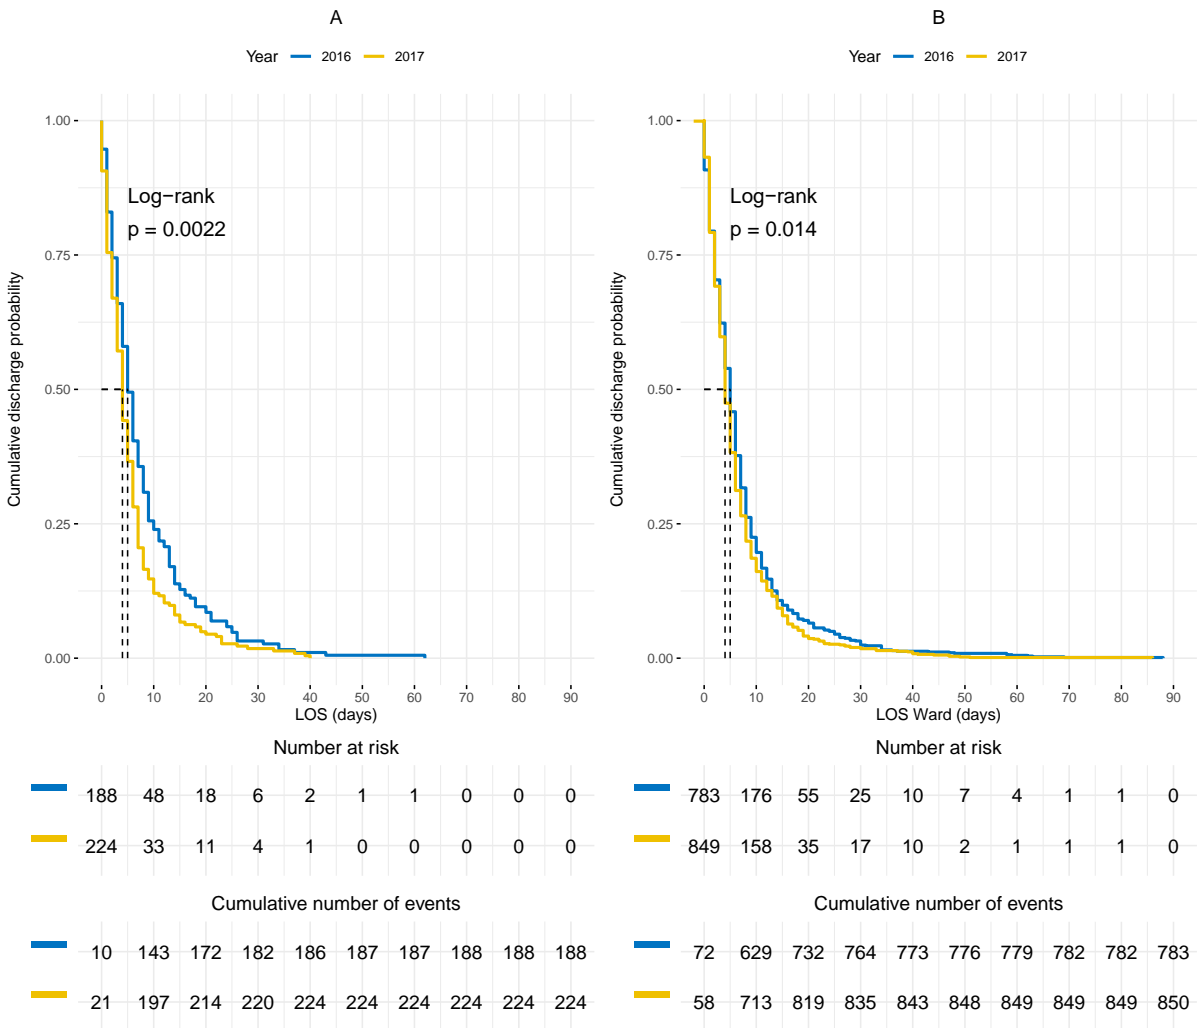 A
Year 2016 2017
1.00
0.75
0.50
0.25
0.00
Cumulative discharge probability
Log−rank
p = 0.0022
0 10 20 30 40 50 60 70 80 90
LOS (days)
Number at risk
188 48 18 6 2 1 1 0 0 0
224 33 11 4 1 0 0 0 0 0
Cumulative number of events
10 143 172 182 186 187 187 188 188 188
21 197 214 220 224 224 224 224 224 224
B
Year 2016 2017
1.00
0.75
0.50
0.25
0.00
Cumulative discharge probability
Log−rank
p = 0.014
0 10 20 30 40 50 60 70 80 90
LOS Ward (days)
Number at risk
783 176 55 25 10 7 4 1 1 0
849 158 35 17 10 2 1 1 1 0
Cumulative number of events
72 629 732 764 773 776 779 782 782 783
58 713 819 835 843 848 849 849 849 850